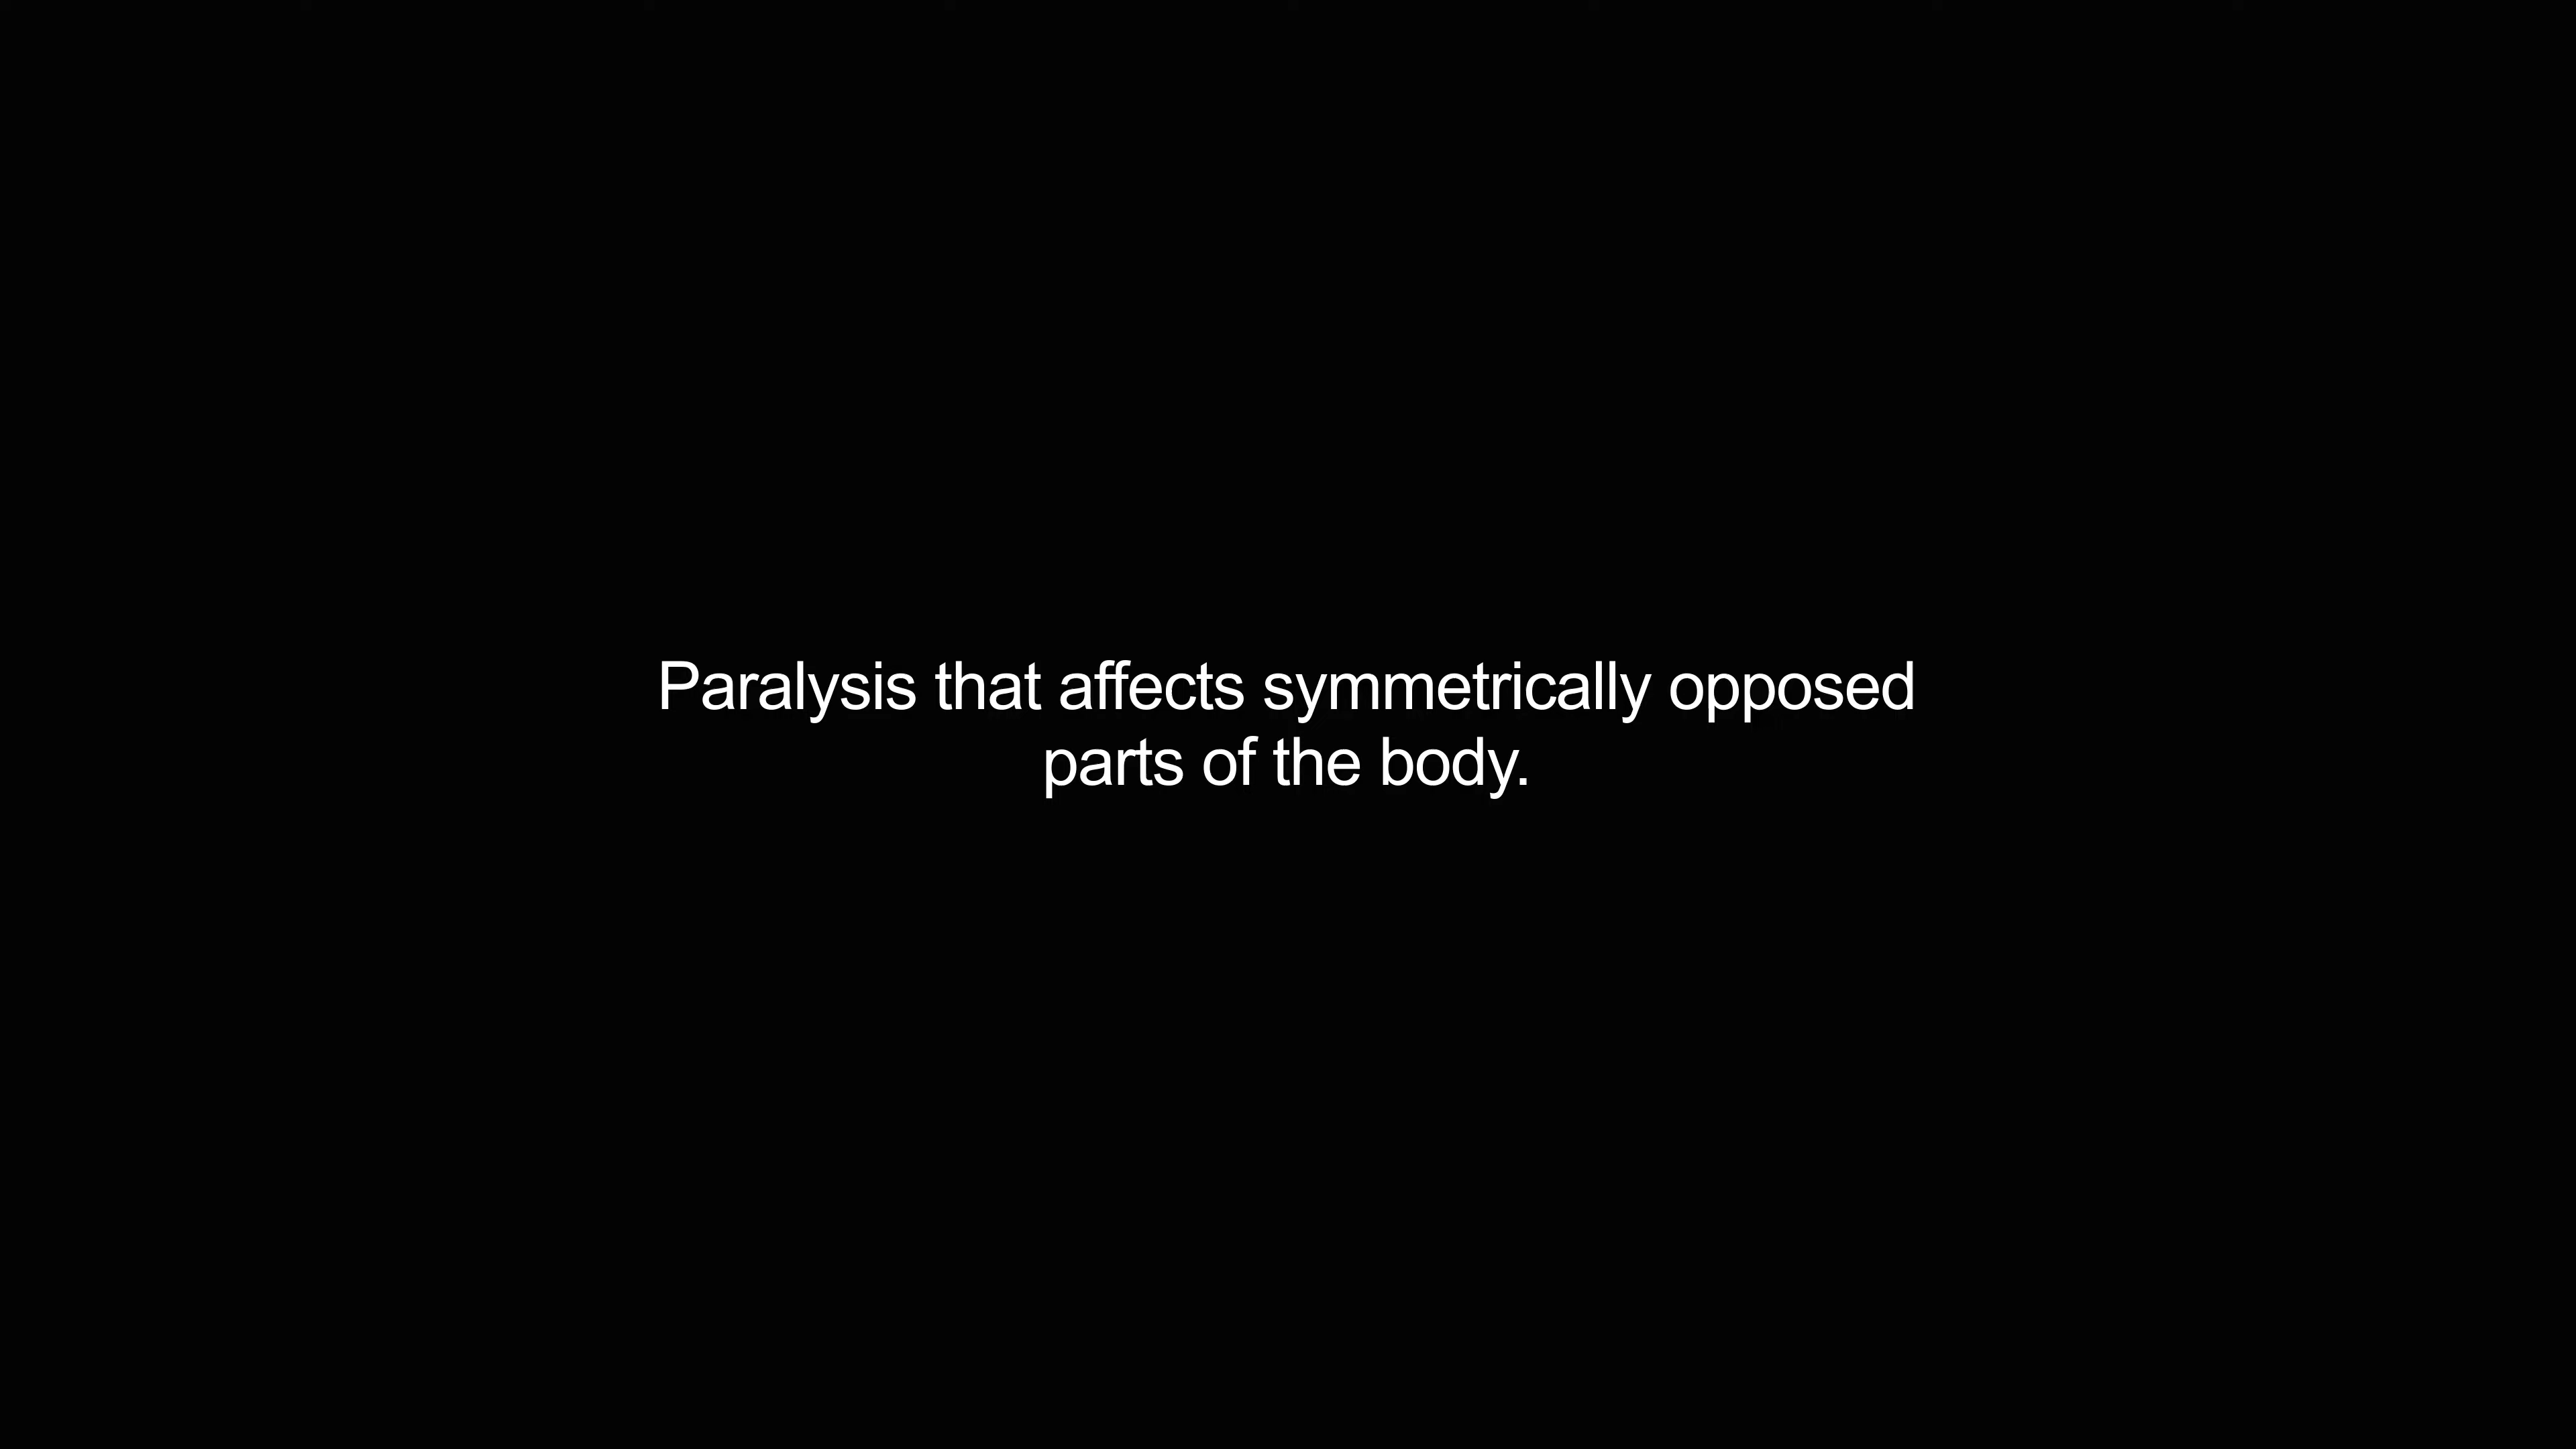 Paralysis that affects symmetrically opposed
parts of the body.